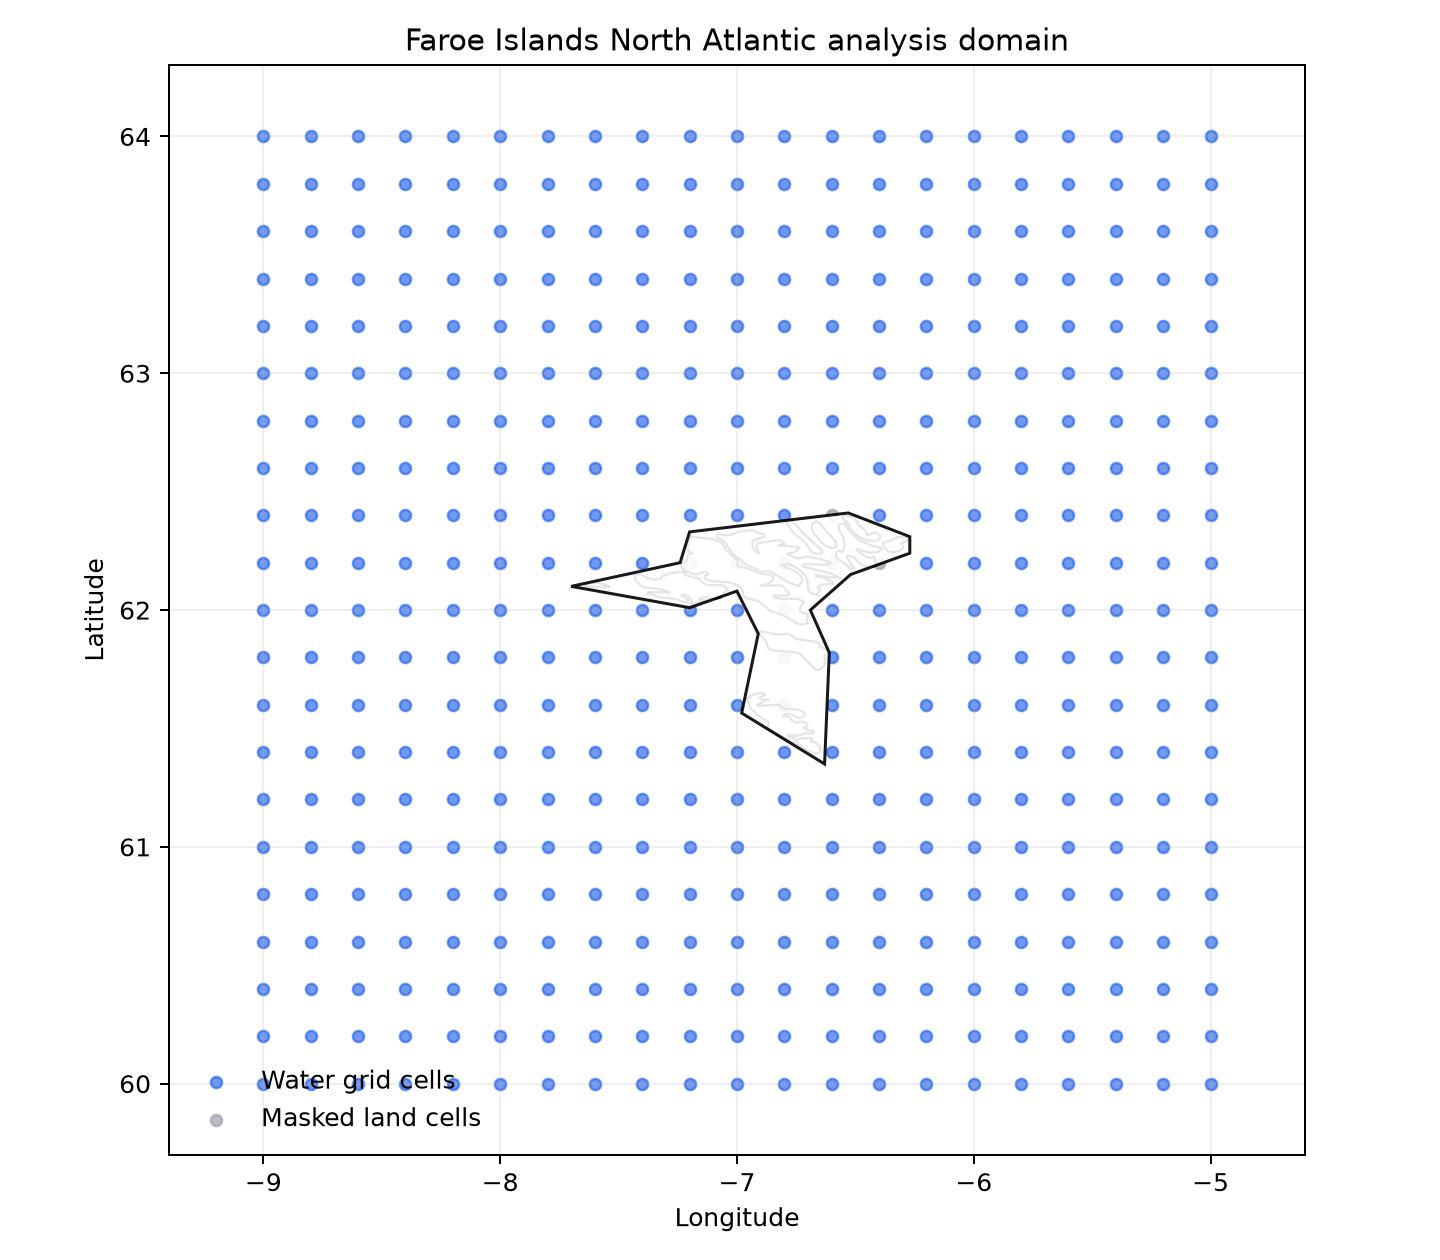 Faroe Islands North Atlantic analysis domain
64
63
62
61
60
Latitude
Water grid cells
Masked land cells
−9
−8
−7
−6
−5
Longitude